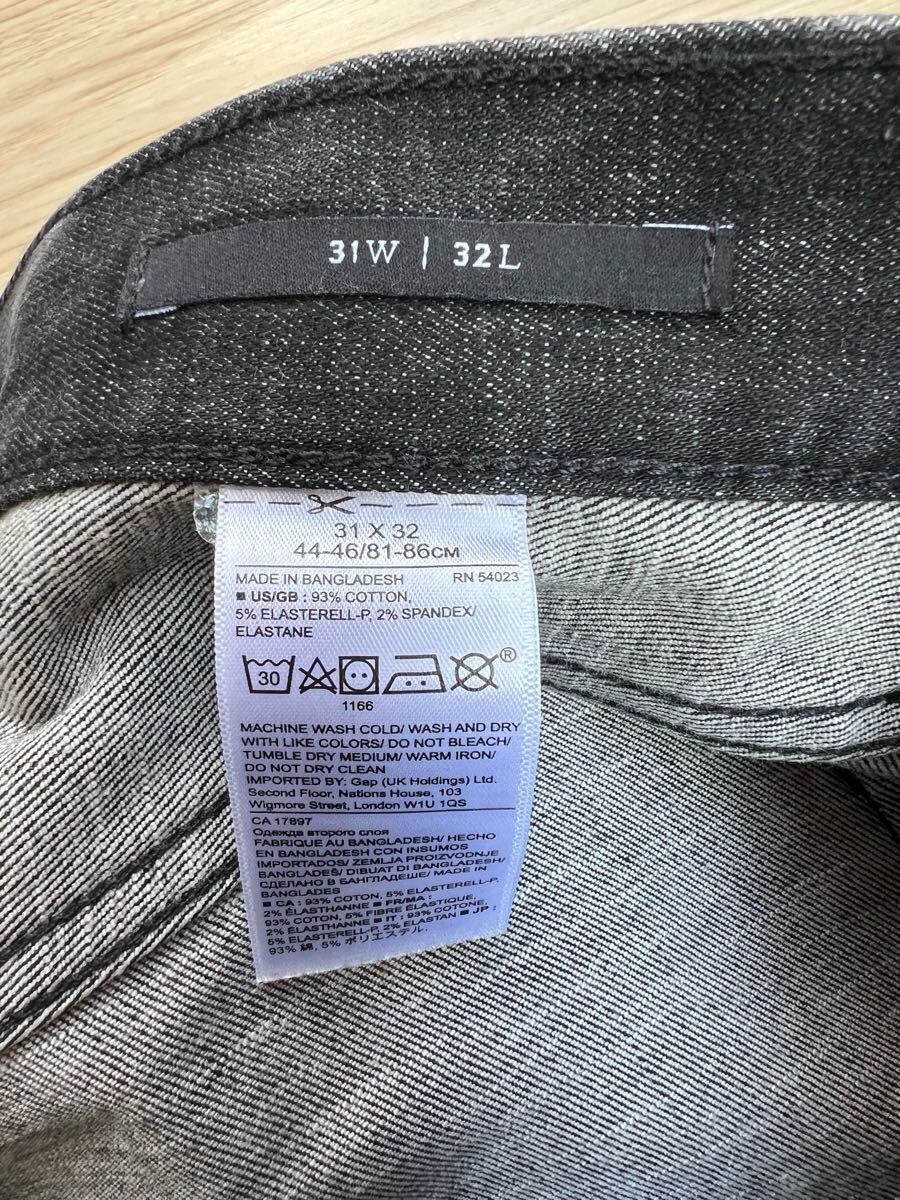 31W | 32L
31 X 32
44-46/81-86CM
MADE IN BANGLADESH RN 54023
■ US/GB : 93% COTTON,
5% ELASTERELL-P, 2% SPANDEX/
ELASTANE
30 ®
1166
MACHINE WASH COLD/ WASH AND DRY
WITH LIKE COLORS/ DO NOT BLEACH/
TUMBLE DRY MEDIUM/ WARM IRON/
DO NOT DRY CLEAN
IMPORTED BY: Gap (UK Holdings) Ltd.
Second Floor, Nations House, 103
Wigmore Street, London W1U 1QS
CA 17897
Одежда второго слоя
FABRIQUE AU BANGLADESH/ HECHO
EN BANGLADESH CON INSUMOS
IMPORTADOS/ ZEMLJA PROIZVODNJE
BANGLADEŠ/ DIBUAT DI BANGLADESH/
СДЕЛАНО В БАНГЛАДЕШЕ/ MADE IN
BANGLADES
■ CA : 93% COTON, 5% ELASTERELL-P,
2% ÉLASTHANNE ■ FR/MA :
93% COTON, 5% FIBRE ÉLASTIQUE,
2% ÉLASTHANNE ■ IT : 93% COTONE,
5% ELASTERELL-P, 2% ELASTAN ■ JP :
93% 綿, 5% ポリエステル,